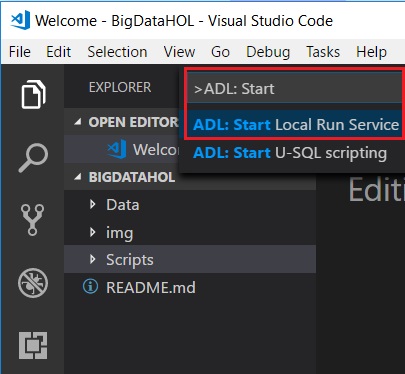 Welcome - BigDataHOL - Visual Studio Code
File Edit Selection View Go Debug Tasks Help
EXPLORER
>ADL: Start
ADL: Start Local Run Service
ADL: Start U-SQL scripting
OPEN EDITOR
Welcom
BIGDATAHOL
Data
img
Scripts
README.md
Editi